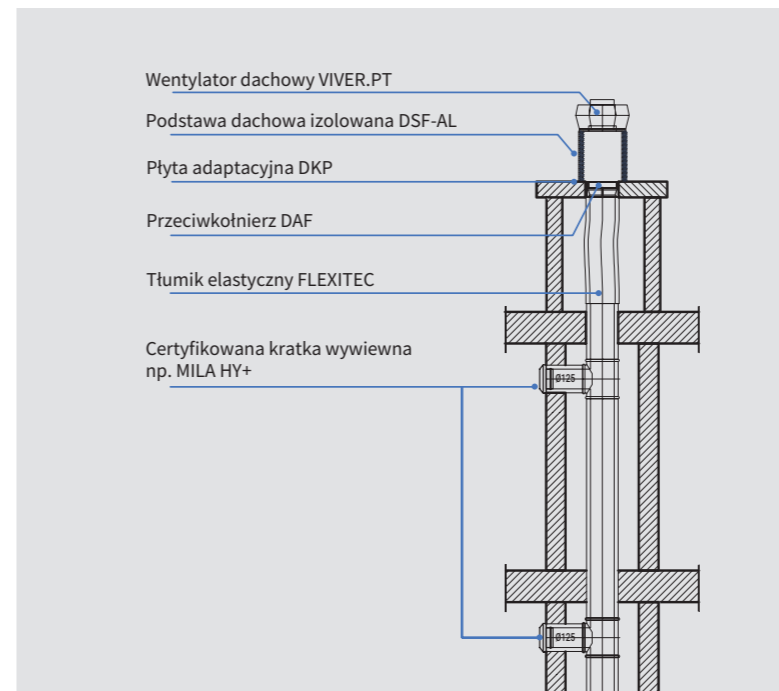 Wentylator dachowy VIVER.PT
Podstawa dachowa izolowana DSF-AL
Płyta adaptacyjna DKP
Przeciwkołnierz DAF
Tłumik elastyczny FLEXITEC
Certyfikowana kratka wywiewna
np. MILA HY+
Ø125
Ø125